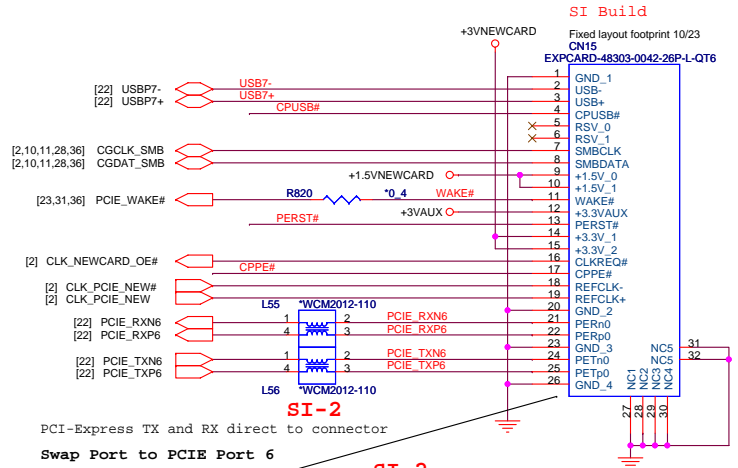 SI Build
+3VNEWCARD
Fixed layout footprint 10/23
CN15
EXPCARD-48303-0042-26P-L-QT6
1 GND_1
[22] USBP7- USB7- 2 USB-
[22] USBP7+ USB7+ 3 USB+
CPUSB# 4 CPUSB#
5 RSV_0
6 RSV_1
[2,10,11,28,36] CGCLK_SMB 7 SMBCLK
[2,10,11,28,36] CGDAT_SMB 8 SMBDATA
+1.5VNEWCARD 9 +1.5V_0
10 +1.5V_1
[23,31,36] PCIE_WAKE# R820 *0_4 WAKE# 11 WAKE#
+3VAUX 12 +3.3VAUX
PERST# 13 PERST#
14 +3.3V_1
15 +3.3V_2
[2] CLK_NEWCARD_OE# 16 CLKREQ#
CPPE# 17 CPPE#
[2] CLK_PCIE_NEW# 18 REFCLK-
[2] CLK_PCIE_NEW 19 REFCLK+
L55 *WCM2012-110 20 GND_2
[22] PCIE_RXN6 1 2 PCIE_RXN6 21 PERn0
[22] PCIE_RXP6 4 3 PCIE_RXP6 22 PERp0
23 GND_3 NC5 31
[22] PCIE_TXN6 1 2 PCIE_TXN6 24 PETn0 NC5 32
[22] PCIE_TXP6 4 3 PCIE_TXP6 25 PETp0
26 GND_4
NC1 NC2 NC3 NC4
27 28 29 30
L56 *WCM2012-110
SI-2
PCI-Express TX and RX direct to connector
Swap Port to PCIE Port 6